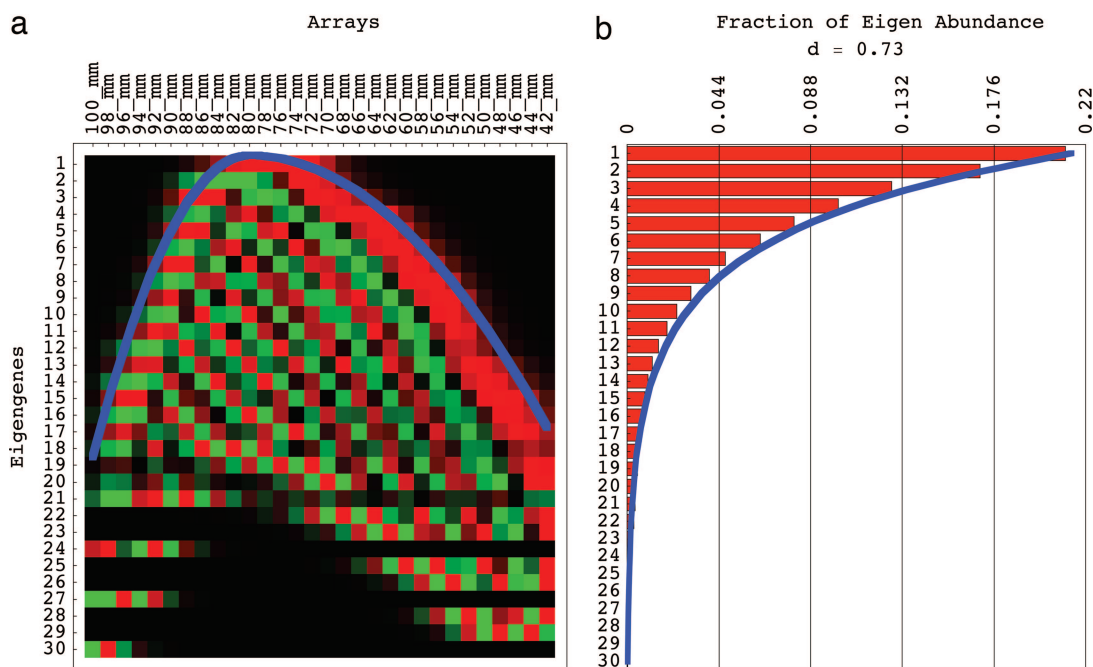 a
Arrays
100_mm
98_mm
96_mm
94_mm
92_mm
90_mm
88_mm
86_mm
84_mm
82_mm
80_mm
78_mm
76_mm
74_mm
72_mm
70_mm
68_mm
66_mm
64_mm
62_mm
60_mm
58_mm
56_mm
54_mm
52_mm
50_mm
48_mm
46_mm
44_mm
42_mm
Eigengenes
1
2
3
4
5
6
7
8
9
10
11
12
13
14
15
16
17
18
19
20
21
22
23
24
25
26
27
28
29
30
b
Fraction of Eigen Abundance
d = 0.73
0
0.044
0.088
0.132
0.176
0.22
1
2
3
4
5
6
7
8
9
10
11
12
13
14
15
16
17
18
19
20
21
22
23
24
25
26
27
28
29
30